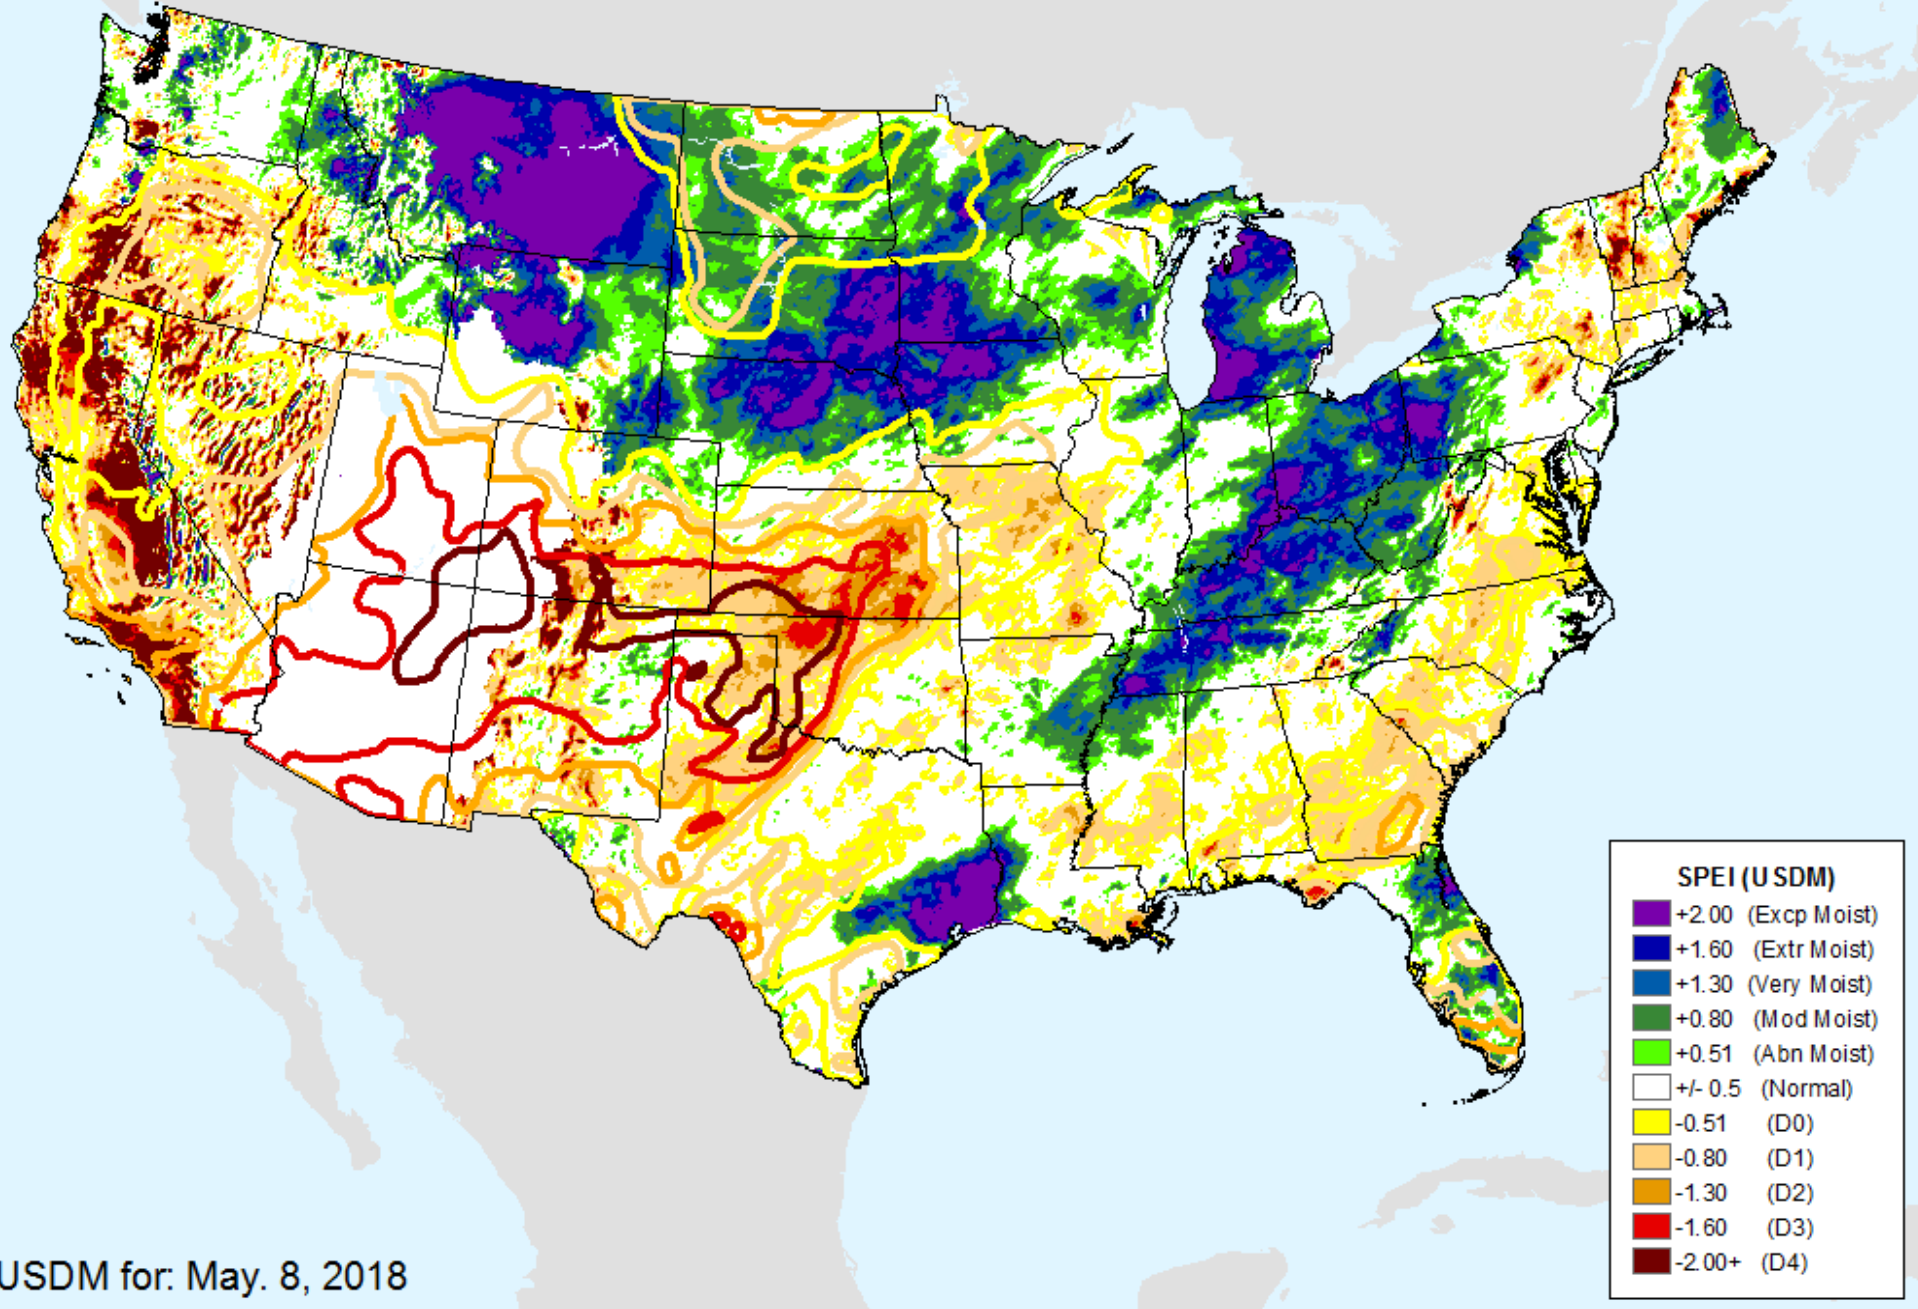 SPEI (USDM)
+2.00 (Excp Moist)
+1.60 (Extr Moist)
+1.30 (Very Moist)
+0.80 (Mod Moist)
+0.51 (Abn Moist)
+/- 0.5 (Normal)
-0.51 (D0)
-0.80 (D1)
-1.30 (D2)
-1.60 (D3)
-2.00+ (D4)
USDM for: May. 8, 2018